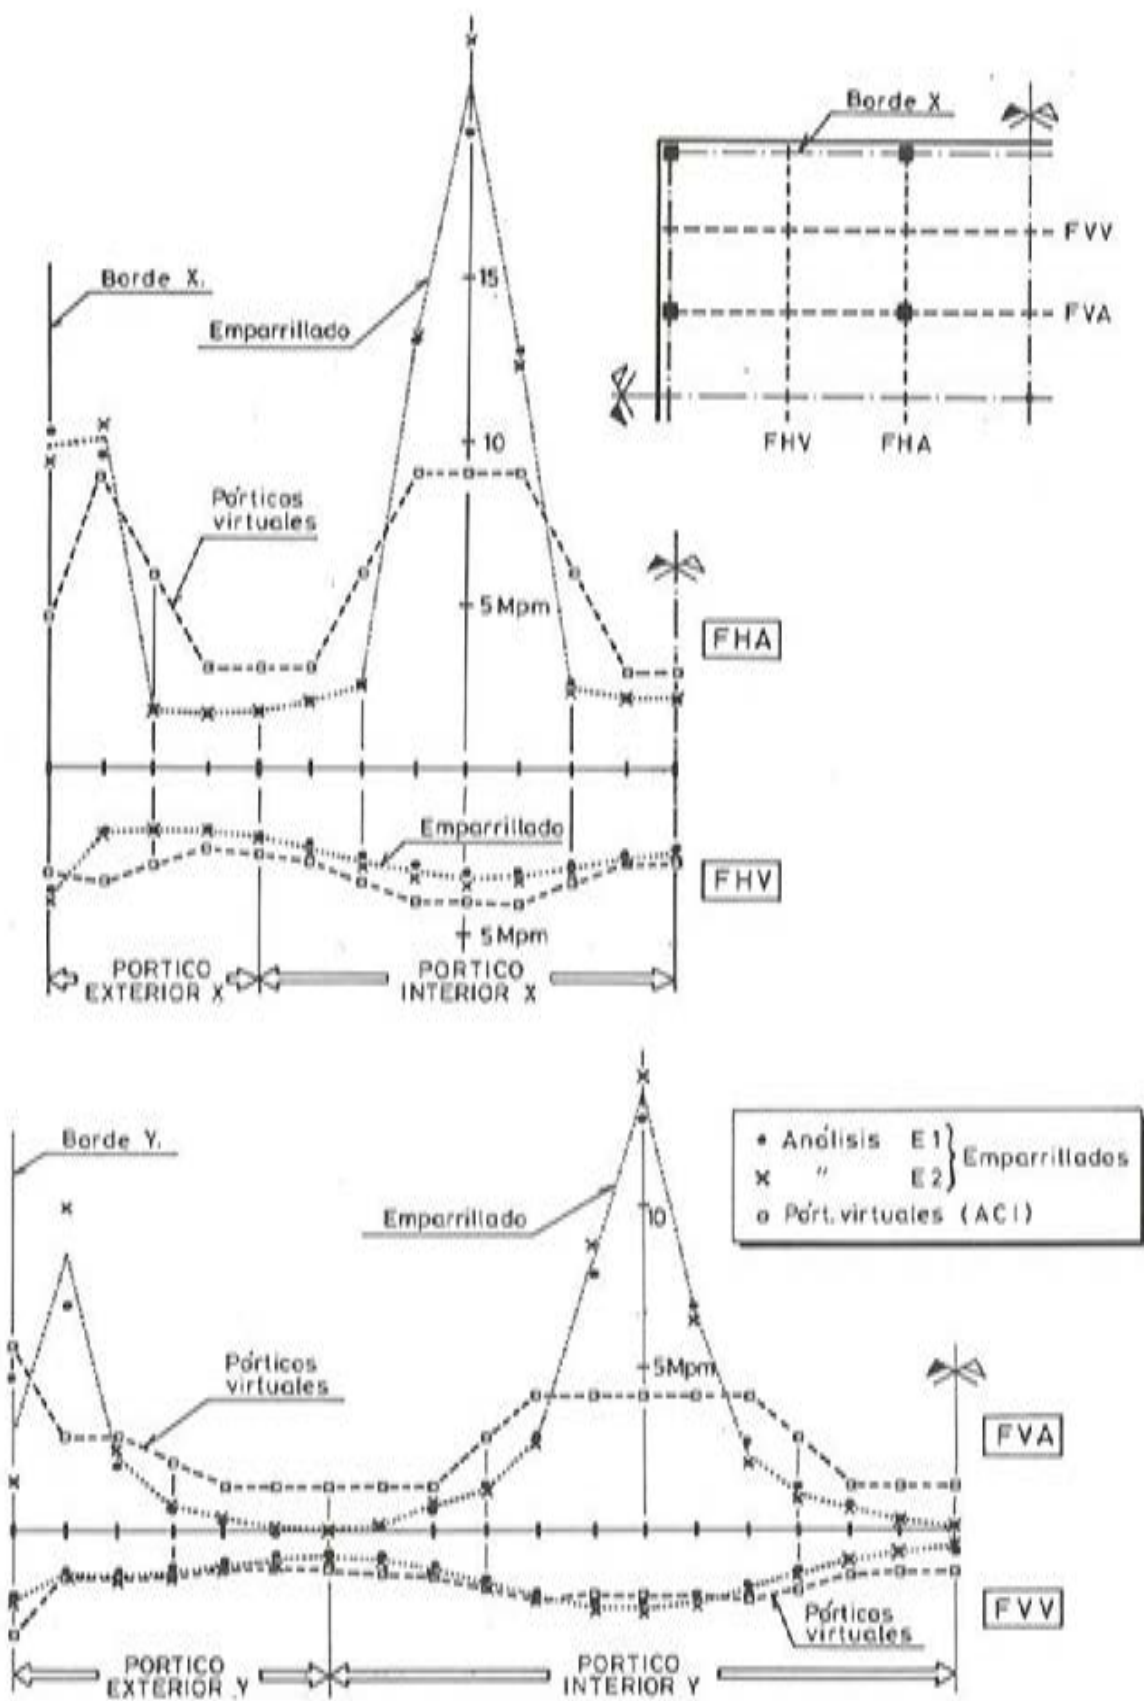 Borde X
FVV
FVA
FHV
FHA
Borde X.
Emparrillado
15
10
Pórticos
virtuales
5 Mpm
FHA
Emparrillado
FHV
5 Mpm
PORTICO
EXTERIOR X
PORTICO
INTERIOR X
Borde Y.
• Análisis E1
x " E2
Emparrillados
o Pórt. virtuales (ACI)
Emparrillado
10
Pórticos
virtuales
5 Mpm
FVA
FVV
Pórticos
virtuales
PORTICO
EXTERIOR Y
PORTICO
INTERIOR Y